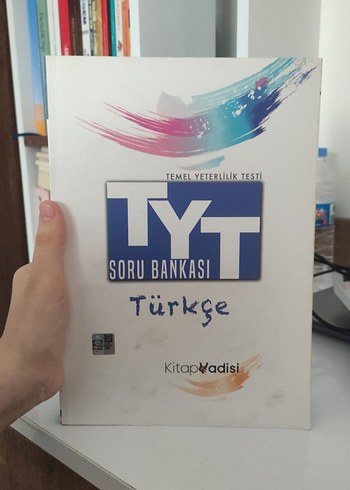 TEMEL YETERLİLİK TESTİ
TYT
SORU BANKASI
Türkçe
KitapVadisi